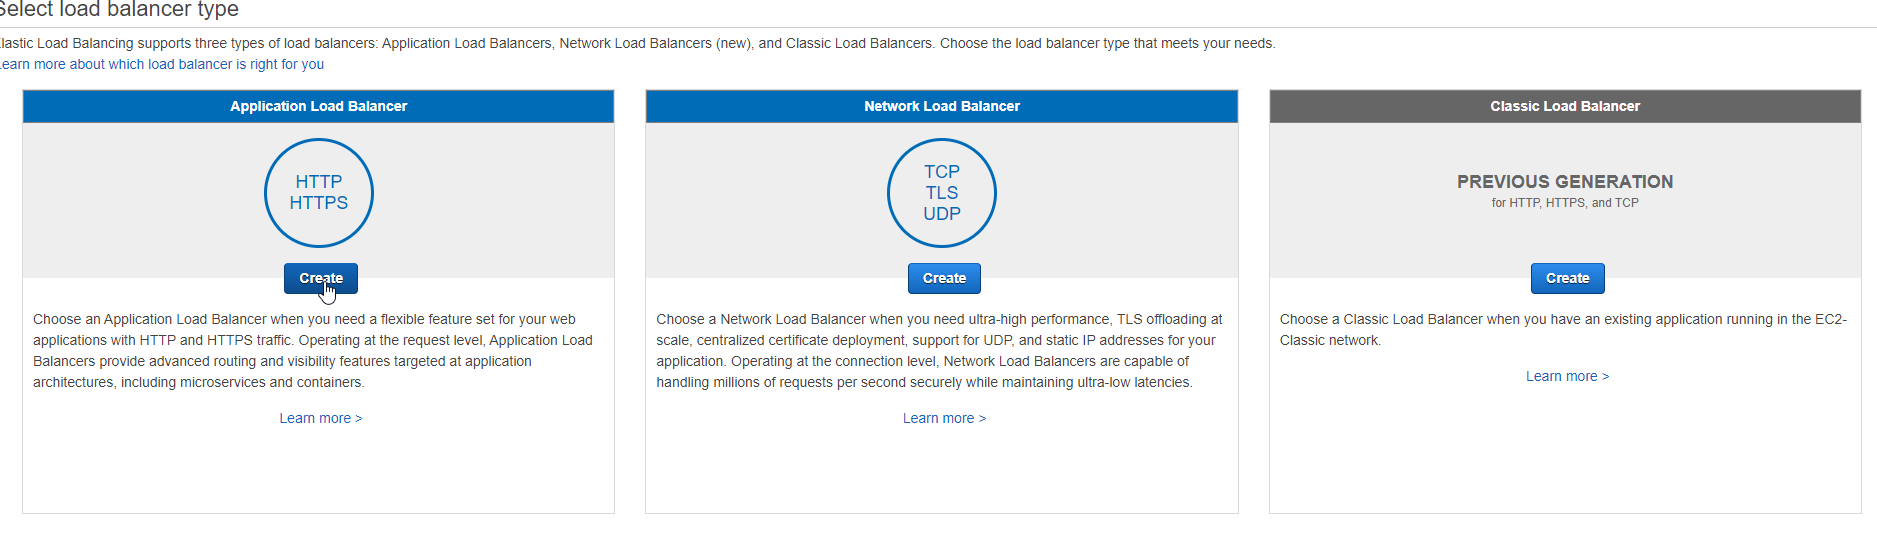 Select load balancer type
lastic Load Balancing supports three types of load balancers: Application Load Balancers, Network Load Balancers (new), and Classic Load Balancers. Choose the load balancer type that meets your needs.
earn more about which load balancer is right for you
Application Load Balancer
HTTP
HTTPS
Create
Choose an Application Load Balancer when you need a flexible feature set for your web
applications with HTTP and HTTPS traffic. Operating at the request level, Application Load
Balancers provide advanced routing and visibility features targeted at application
architectures, including microservices and containers.
Learn more >
Network Load Balancer
TCP
TLS
UDP
Create
Choose a Network Load Balancer when you need ultra-high performance, TLS offloading at
scale, centralized certificate deployment, support for UDP, and static IP addresses for your
application. Operating at the connection level, Network Load Balancers are capable of
handling millions of requests per second securely while maintaining ultra-low latencies.
Learn more >
Classic Load Balancer
PREVIOUS GENERATION
for HTTP, HTTPS, and TCP
Create
Choose a Classic Load Balancer when you have an existing application running in the EC2-
Classic network.
Learn more >